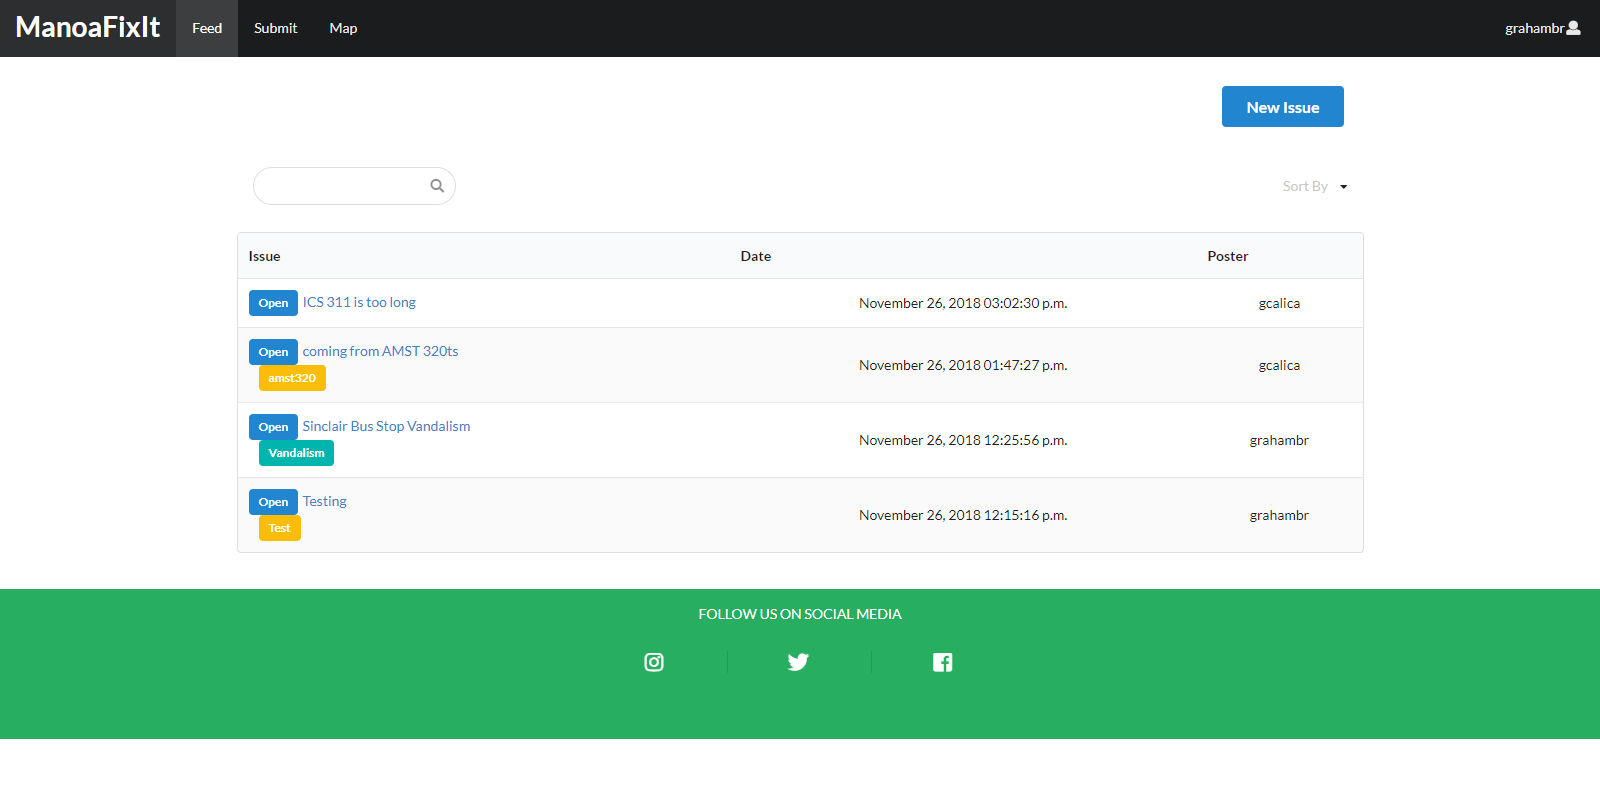 ManoaFixIt Feed Submit Map grahambr
New Issue
Sort By
Issue Date Poster
Open ICS 311 is too long November 26, 2018 03:02:30 p.m. gcalica
Open coming from AMST 320ts
amst320 November 26, 2018 01:47:27 p.m. gcalica
Open Sinclair Bus Stop Vandalism
Vandalism November 26, 2018 12:25:56 p.m. grahambr
Open Testing
Test November 26, 2018 12:15:16 p.m. grahambr
FOLLOW US ON SOCIAL MEDIA